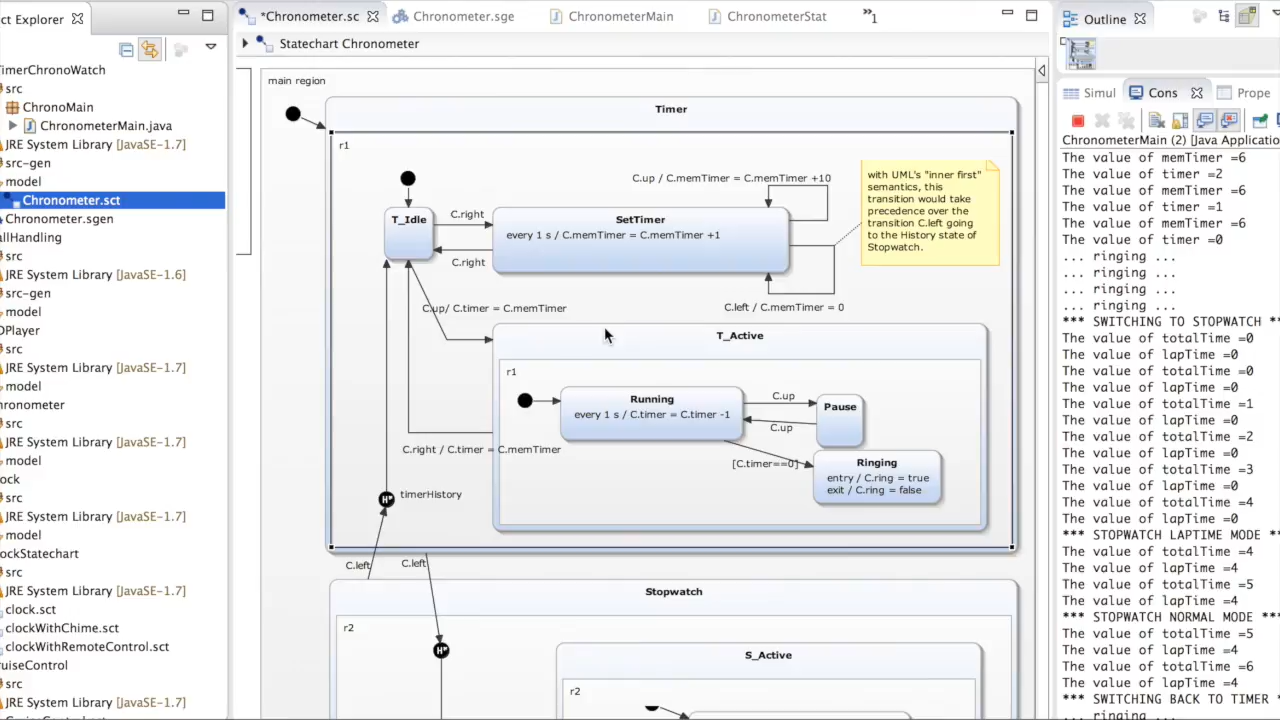 ct Explorer
TimerChronoWatch
src
ChronoMain
ChronometerMain.java
JRE System Library [JavaSE-1.7]
src-gen
model
Chronometer.sct
Chronometer.sgen
allHandling
src
JRE System Library [JavaSE-1.6]
src-gen
model
DPlayer
src
JRE System Library [JavaSE-1.7]
model
hronometer
src
JRE System Library [JavaSE-1.7]
model
ock
src
JRE System Library [JavaSE-1.7]
model
ockStatechart
src
JRE System Library [JavaSE-1.7]
clock.sct
clockWithChime.sct
clockWithRemoteControl.sct
ruiseControl
src
JRE System Library [JavaSE-1.7]
*Chronometer.sc
Chronometer.sge
ChronometerMain
ChronometerStat
»1
Statechart Chronometer
main region
Timer
r1
T_Idle
C.right
C.right
SetTimer
every 1 s / C.memTimer = C.memTimer +1
C.up / C.memTimer = C.memTimer +10
with UML's "inner first"
semantics, this
transition would take
precedence over the
transition C.left going
to the History state of
Stopwatch.
C.left / C.memTimer = 0
C.up/ C.timer = C.memTimer
T_Active
r1
Running
every 1 s / C.timer = C.timer -1
C.up
C.up
Pause
[C.timer==0]
Ringing
entry / C.ring = true
exit / C.ring = false
C.right / C.timer = C.memTimer
H*
timerHistory
C.left
C.left
Stopwatch
r2
H*
S_Active
r2
Outline
Simul
Cons
Prope
ChronometerMain (2) [Java Applicatio
The value of memTimer =6
The value of timer =2
The value of memTimer =6
The value of timer =1
The value of memTimer =6
The value of timer =0
... ringing ...
... ringing ...
... ringing ...
... ringing ...
*** SWITCHING TO STOPWATCH **
The value of totalTime =0
The value of lapTime =0
The value of totalTime =0
The value of lapTime =0
The value of totalTime =1
The value of lapTime =0
The value of totalTime =2
The value of lapTime =0
The value of totalTime =3
The value of lapTime =0
The value of totalTime =4
The value of lapTime =0
*** STOPWATCH LAPTIME MODE **
The value of totalTime =4
The value of lapTime =4
The value of totalTime =5
The value of lapTime =4
*** STOPWATCH NORMAL MODE ***
The value of totalTime =5
The value of lapTime =4
The value of totalTime =6
The value of lapTime =4
*** SWITCHING BACK TO TIMER *
... ringing ...